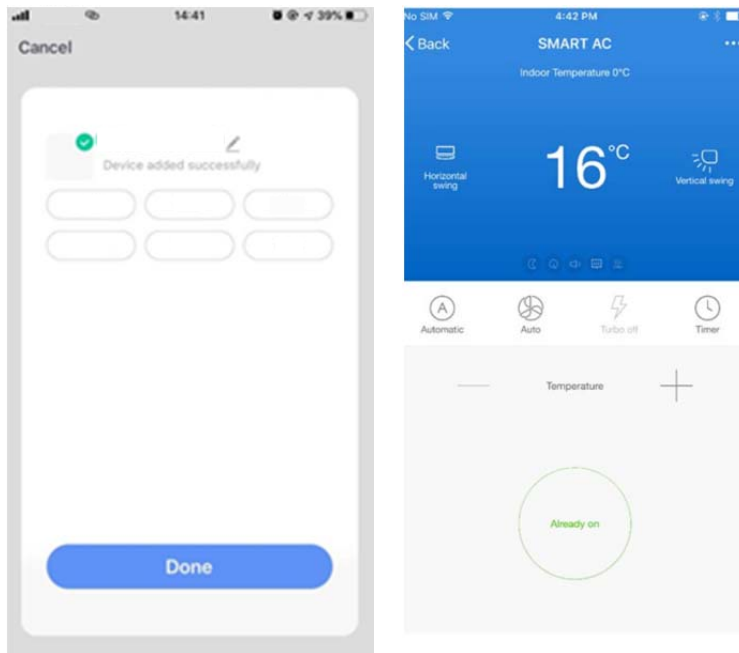 14:41 39%
Cancel
Device added successfully
Done
No SIM 4:42 PM
Back SMART AC
Indoor Temperature 0°C
16°C
Horizontal
swing
Vertical swing
Automatic Auto Turbo off Timer
Temperature
Already on